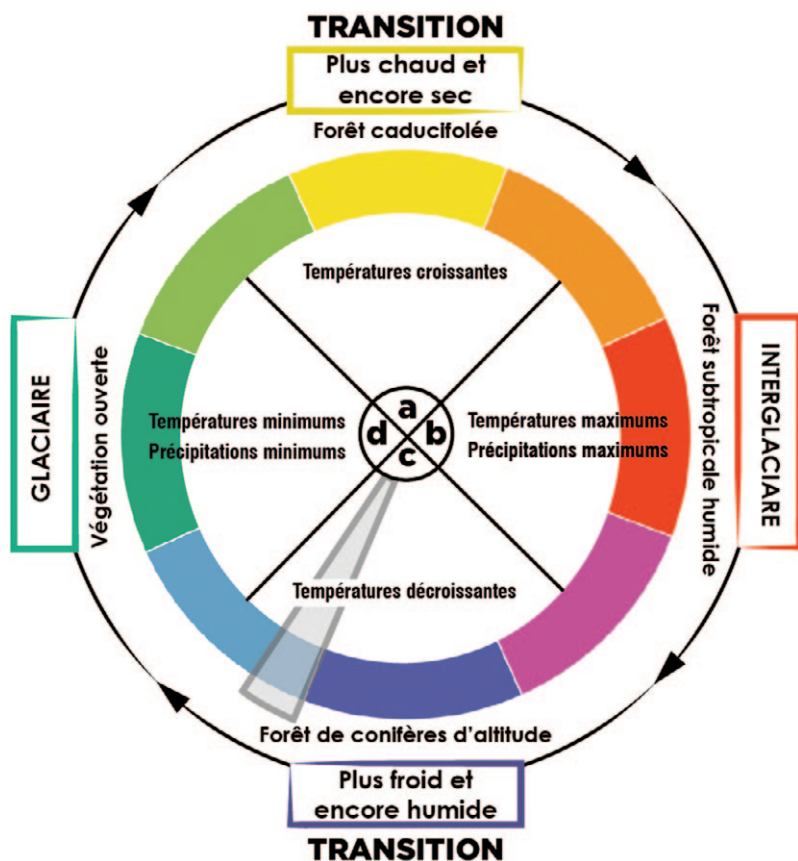 TRANSITION
Plus chaud et
encore sec
Forêt caducifolée
Températures croissantes
GLACIAIRE
Végétation ouverte
Températures minimums
Précipitations minimums
a
d
b
c
Températures maximums
Précipitations maximums
Forêt subtropicale humide
INTERGLACIARE
Températures décroissantes
Forêt de conifères d'altitude
Plus froid et
encore humide
TRANSITION